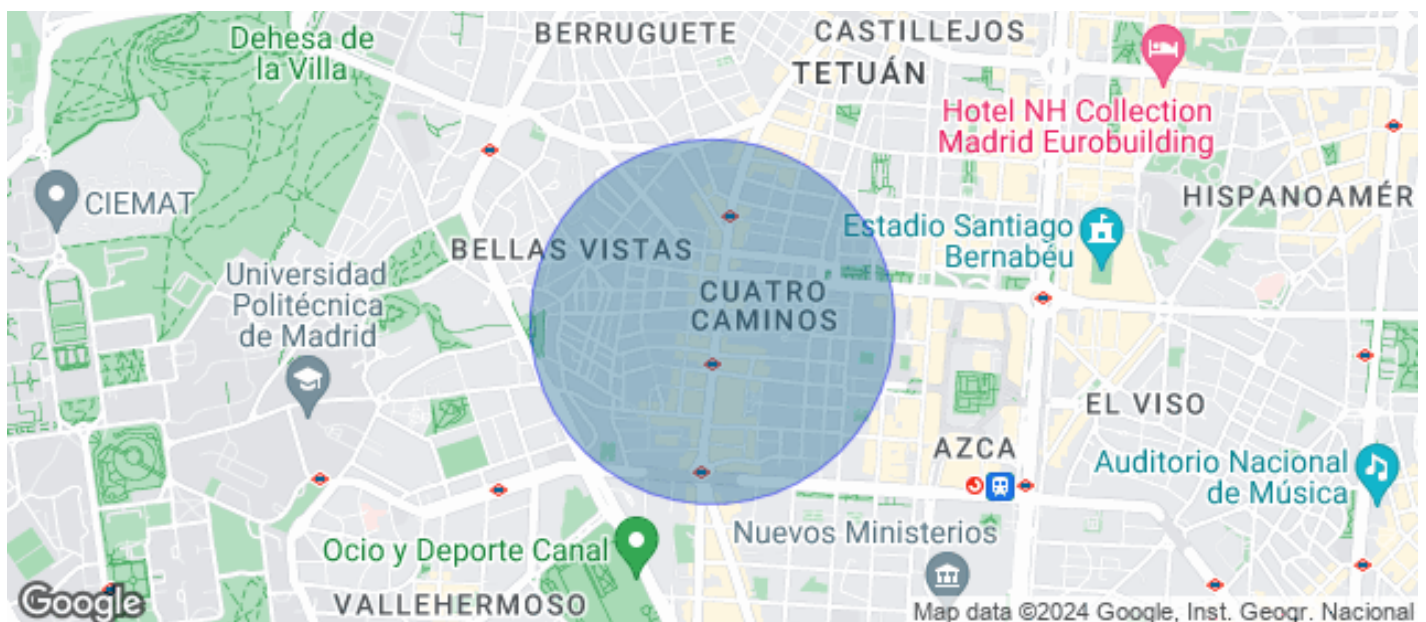 Dehesa de
la Villa
BERRUGUETE
CASTILLEJOS
TETUÁN
Hotel NH Collection
Madrid Eurobuilding
CIEMAT
HISPANOAMÉR
BELLAS VISTAS
Estadio Santiago
Bernabéu
Universidad
Politécnica
de Madrid
CUATRO
CAMINOS
EL VISO
AZCA
Auditorio Nacional
de Música
Nuevos Ministerios
Ocio y Deporte Canal
VALLEHERMOSO
Google
Map data ©2024 Google, Inst. Geogr. Nacional